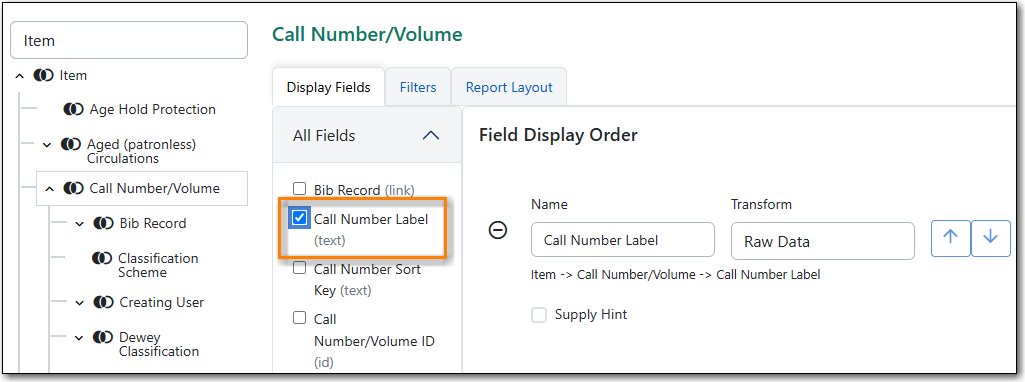 Item
Item
Age Hold Protection
Aged (patronless)
Circulations
Call Number/Volume
Bib Record
Classification
Scheme
Creating User
Dewey
Classification
Call Number/Volume
Display Fields
Filters
Report Layout
All Fields
Bib Record (link)
Call Number Label
(text)
Call Number Sort
Key (text)
Call
Number/Volume ID
(id)
Field Display Order
Name
Transform
Call Number Label
Raw Data
Item -> Call Number/Volume -> Call Number Label
Supply Hint